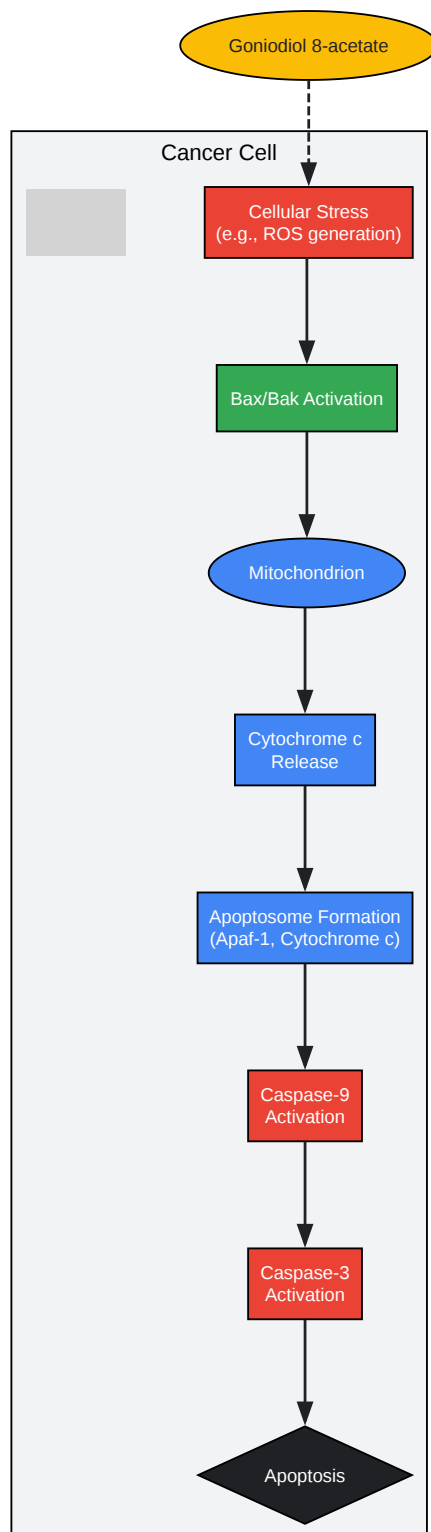 Goniodiol 8-acetate
Cancer Cell
Cellular Stress
(e.g., ROS generation)
Bax/Bak Activation
Mitochondrion
Cytochrome c
Release
Apoptosome Formation
(Apaf-1, Cytochrome c)
Caspase-9
Activation
Caspase-3
Activation
Apoptosis